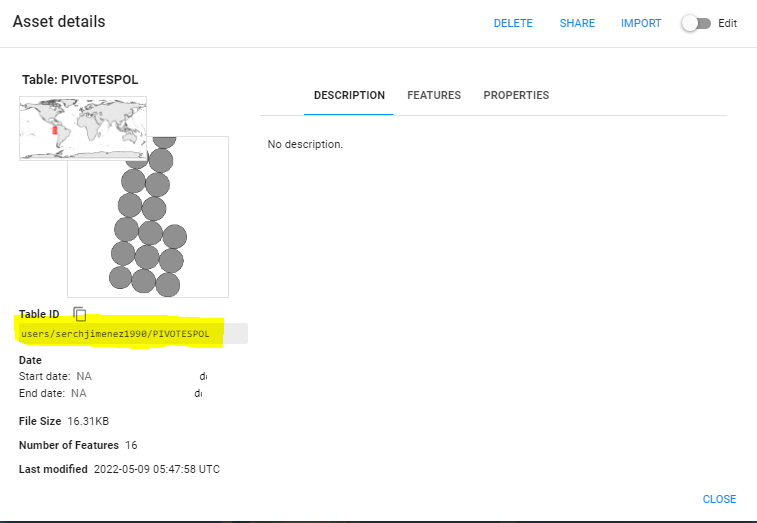 Asset details
DELETE SHARE IMPORT Edit
Table: PIVOTESPOL
DESCRIPTION FEATURES PROPERTIES
No description.
Table ID
users/serchjimenez1990/PIVOTESPOL
Date
Start date: NA
End date: NA
File Size 16.31KB
Number of Features 16
Last modified 2022-05-09 05:47:58 UTC
CLOSE